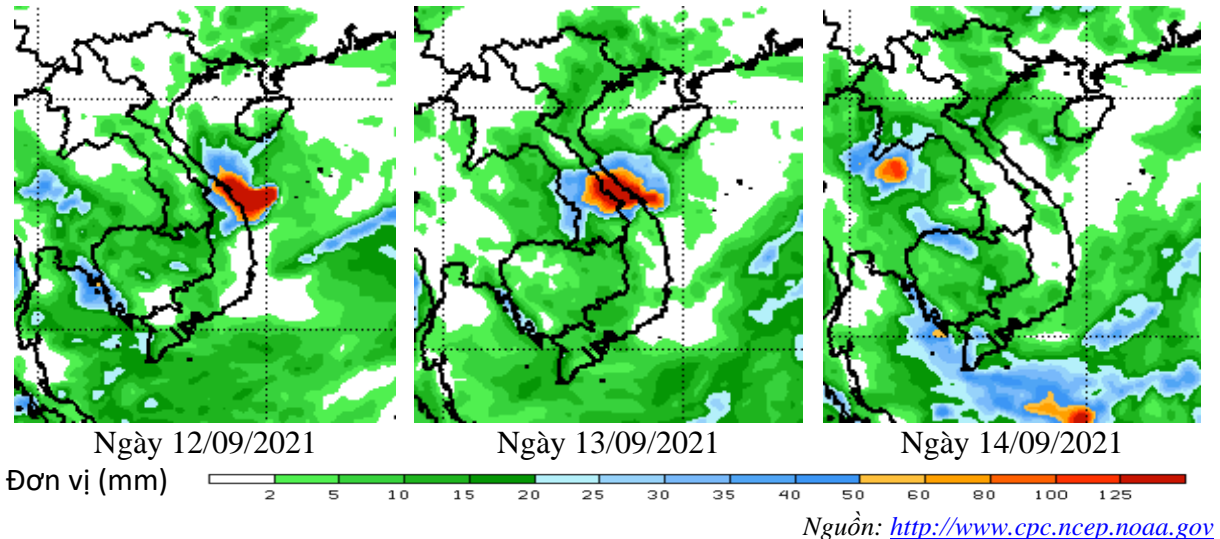 Ngày 12/09/2021 Ngày 13/09/2021 Ngày 14/09/2021
Đơn vị (mm)
2 5 10 15 20 25 30 35 40 50 60 80 100 125
Nguồn: http://www.cpc.ncep.noaa.gov